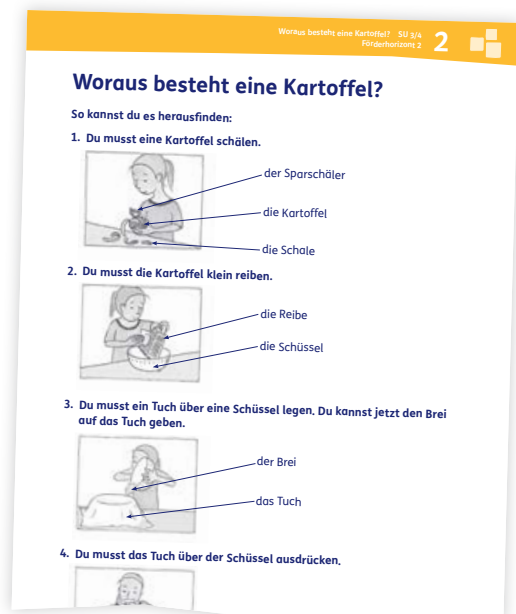 Woraus besteht eine Kartoffel? SU 3/4
Förderhorizont 2
2
Woraus besteht eine Kartoffel?
So kannst du es herausfinden:
1. Du musst eine Kartoffel schälen.
der Sparschäler
die Kartoffel
die Schale
2. Du musst die Kartoffel klein reiben.
die Reibe
die Schüssel
3. Du musst ein Tuch über eine Schüssel legen. Du kannst jetzt den Brei
auf das Tuch geben.
der Brei
das Tuch
4. Du musst das Tuch über der Schüssel ausdrücken.